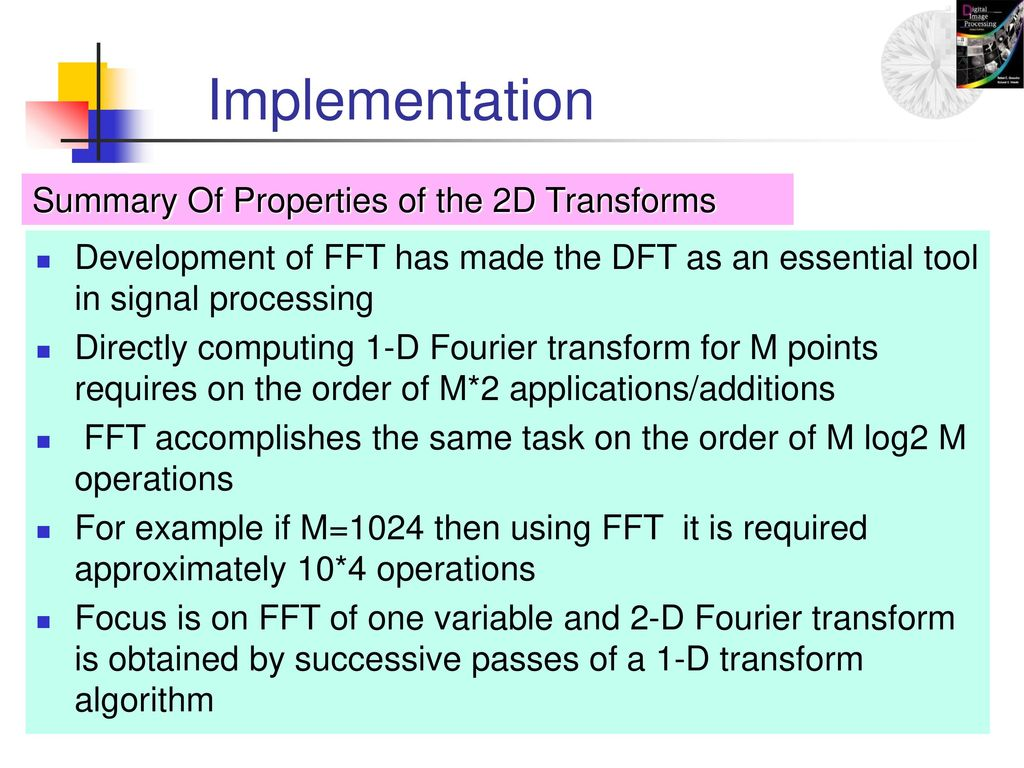 Digital
Image
Processing
Implementation
Summary Of Properties of the 2D Transforms
Development of FFT has made the DFT as an essential tool
in signal processing
Directly computing 1-D Fourier transform for M points
requires on the order of M*2 applications/additions
FFT accomplishes the same task on the order of M log2 M
operations
For example if M=1024 then using FFT it is required
approximately 10*4 operations
Focus is on FFT of one variable and 2-D Fourier transform
is obtained by successive passes of a 1-D transform
algorithm